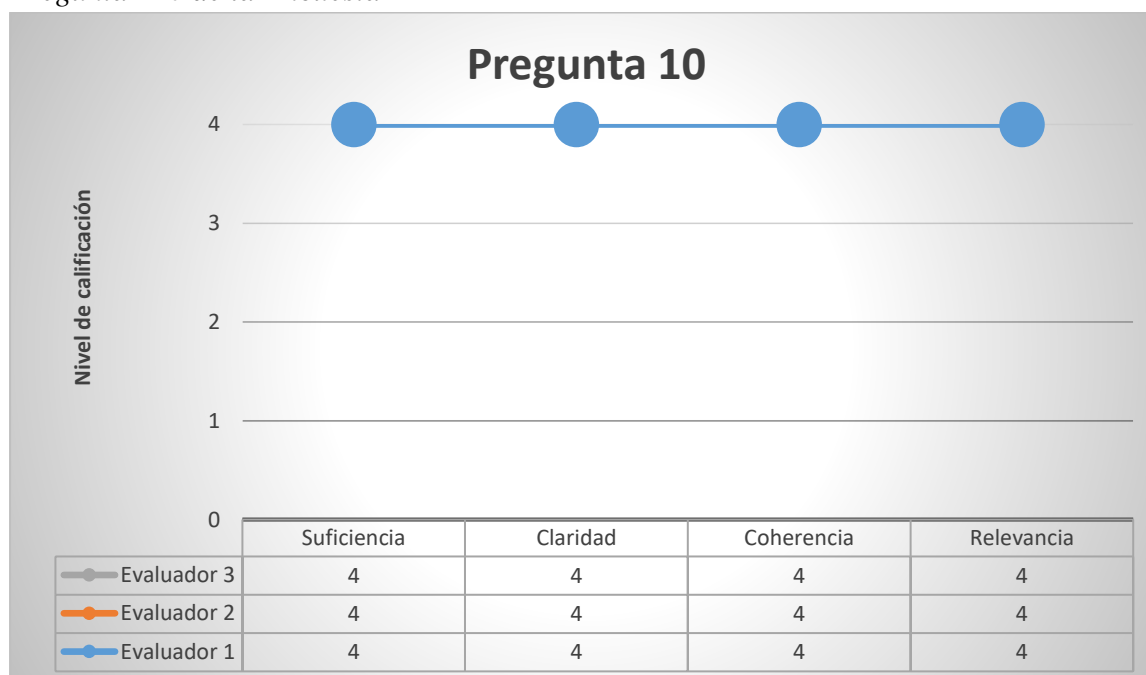 Pregunta 10
Nivel de calificación
4
3
2
1
0
Suficiencia Claridad Coherencia Relevancia
Evaluador 3 4 4 4 4
Evaluador 2 4 4 4 4
Evaluador 1 4 4 4 4